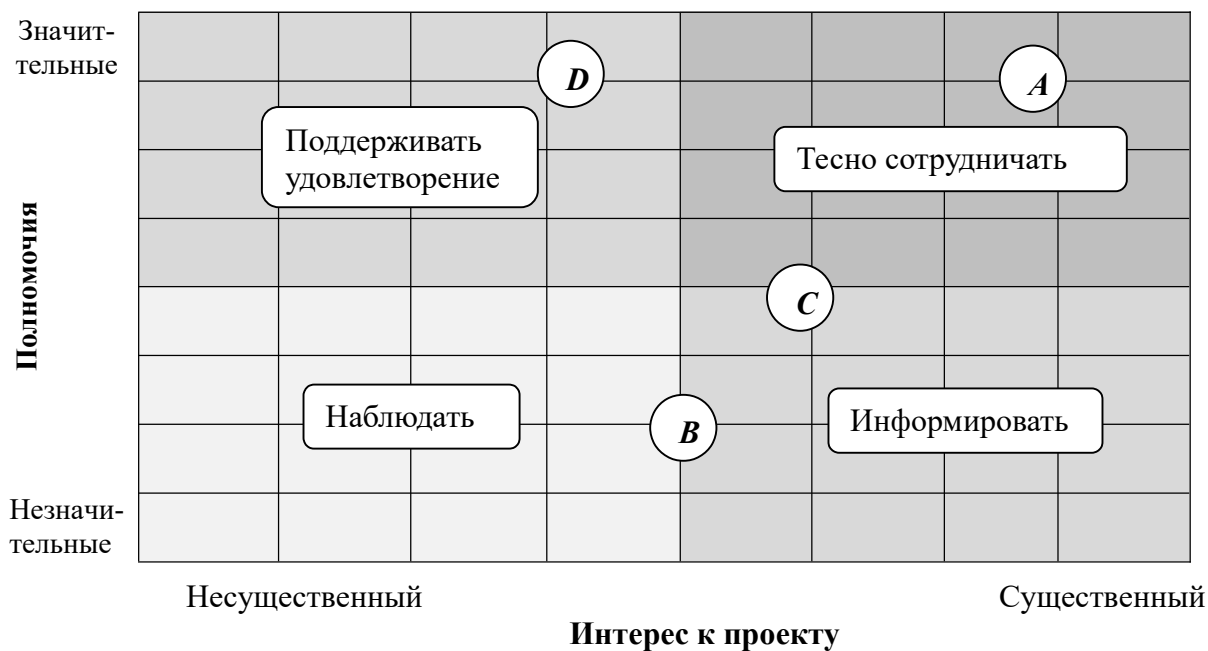 Значит-
тельные
D
A
Поддерживать
удовлетворение
Тесно сотрудничать
Полномочия
C
Наблюдать
B
Информировать
Незначи-
тельные
Несущественный
Существенный
Интерес к проекту